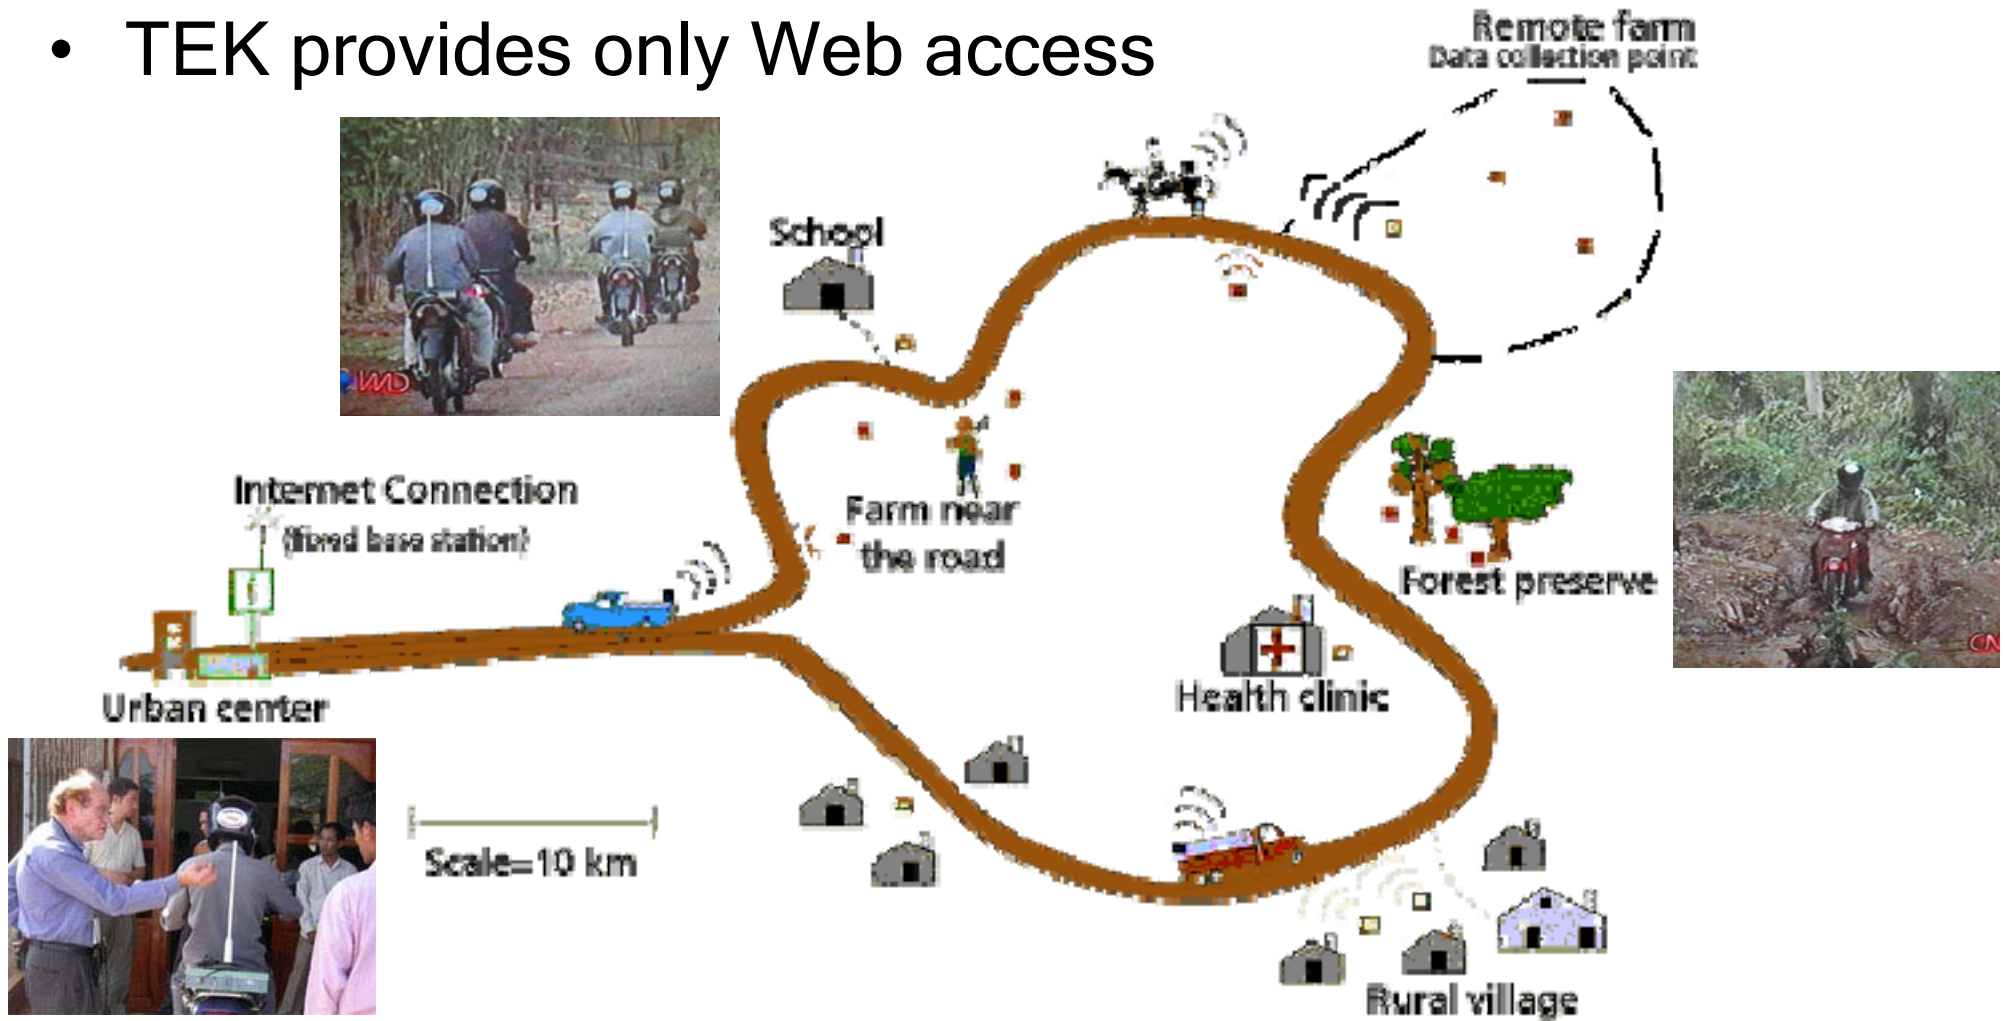 • TEK provides only Web access
Remote farm
Data collection point
School
Internet Connection
(fixed base station)
Farm near
the road
Forest preserve
Urban center
Health clinic
Scale=10 km
Rural village